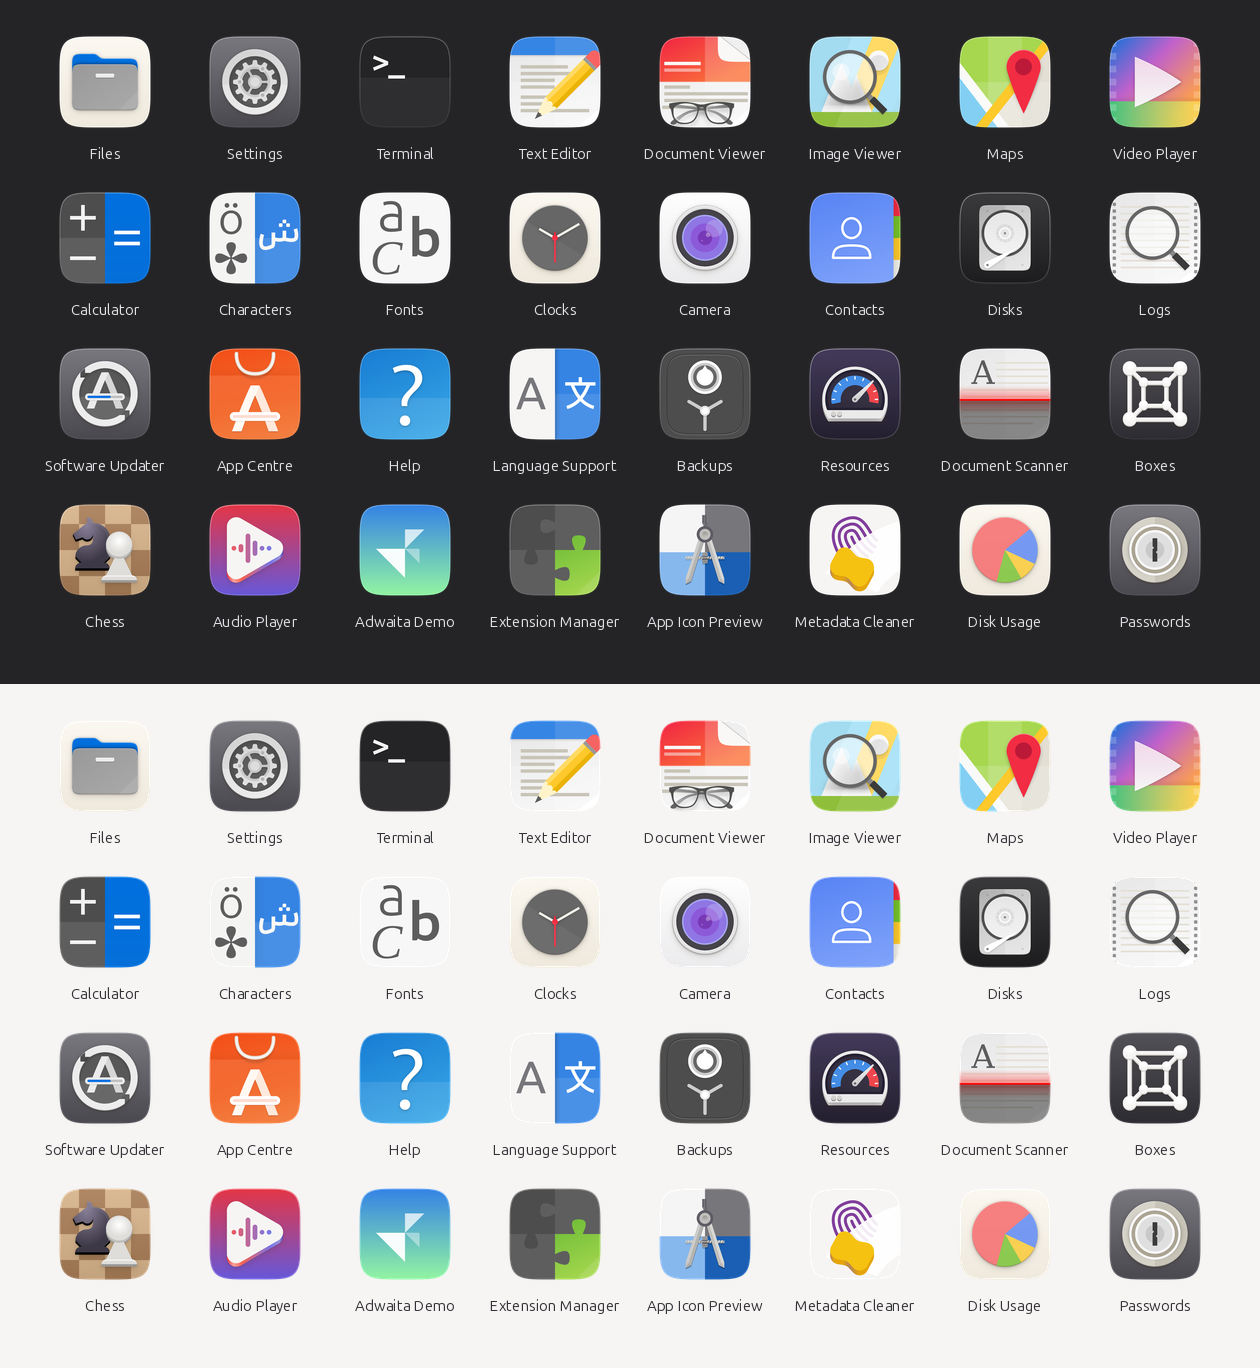 >_
Files Settings Terminal Text Editor Document Viewer Image Viewer Maps Video Player
+ − = ö ش a b C
Calculator Characters Fonts Clocks Camera Contacts Disks Logs
A A ? A 文 A
Software Updater App Centre Help Language Support Backups Resources Document Scanner Boxes
Chess Audio Player Adwaita Demo Extension Manager App Icon Preview Metadata Cleaner Disk Usage Passwords
>_
Files Settings Terminal Text Editor Document Viewer Image Viewer Maps Video Player
+ − = ö ش a b C
Calculator Characters Fonts Clocks Camera Contacts Disks Logs
A A ? A 文 A
Software Updater App Centre Help Language Support Backups Resources Document Scanner Boxes
Chess Audio Player Adwaita Demo Extension Manager App Icon Preview Metadata Cleaner Disk Usage Passwords